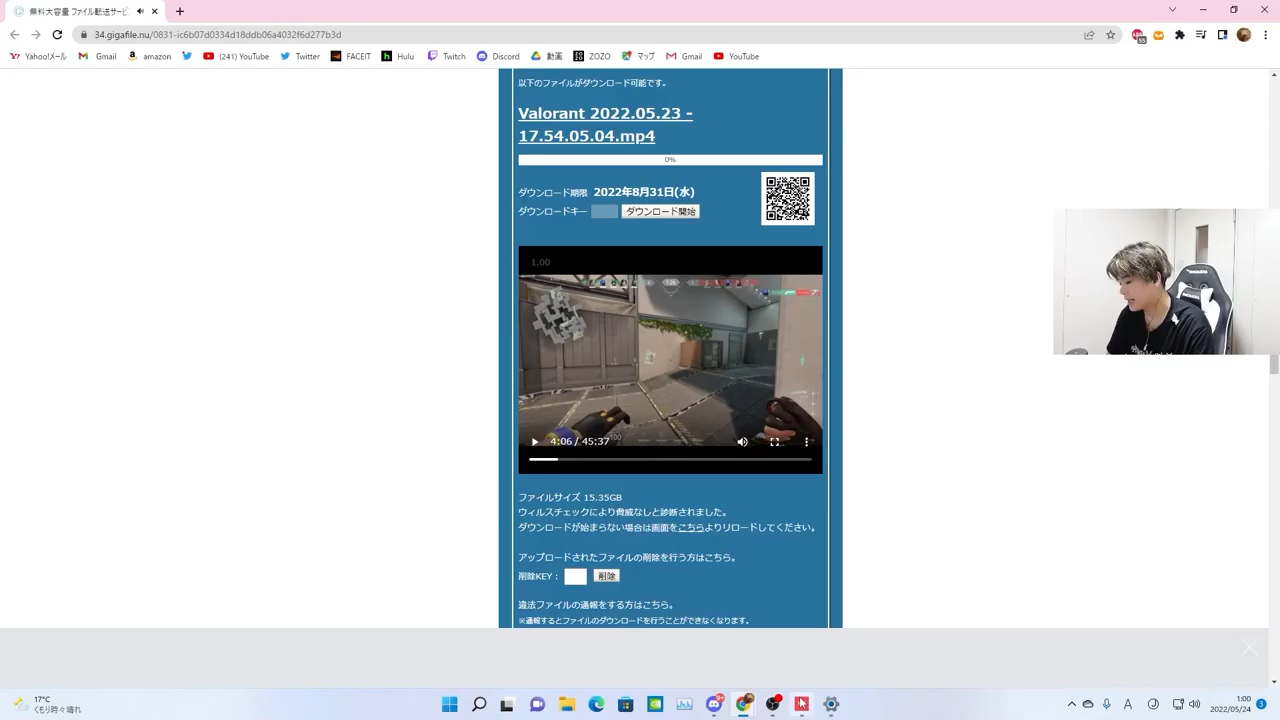 無料大容量 ファイル転送サービ
34.gigafile.nu/0831-ic6b07d0334d18ddb06a4032f6d277b3d
55
Yahoo!メール
Gmail
amazon
(241) YouTube
Twitter
FACEIT
Hulu
Twitch
Discord
動画
ZOZO
マップ
Gmail
YouTube
以下のファイルがダウンロード可能です。
Valorant 2022.05.23 -
17.54.05.04.mp4
0%
ダウンロード期限 2022年8月31日(水)
ダウンロードキー ダウンロード開始
1.00
4:06 / 45:37
100
ファイルサイズ 15.35GB
ウィルスチェックにより脅威なしと診断されました。
ダウンロードが始まらない場合は画面をこちらよりリロードしてください。
アップロードされたファイルの削除を行う方はこちら。
削除KEY： 削除
違法ファイルの通報をする方はこちら。
※通報するとファイルのダウンロードを行うことができなくなります。
17°C
くもり時々晴れ
9+
A
1:00
2022/05/24
3